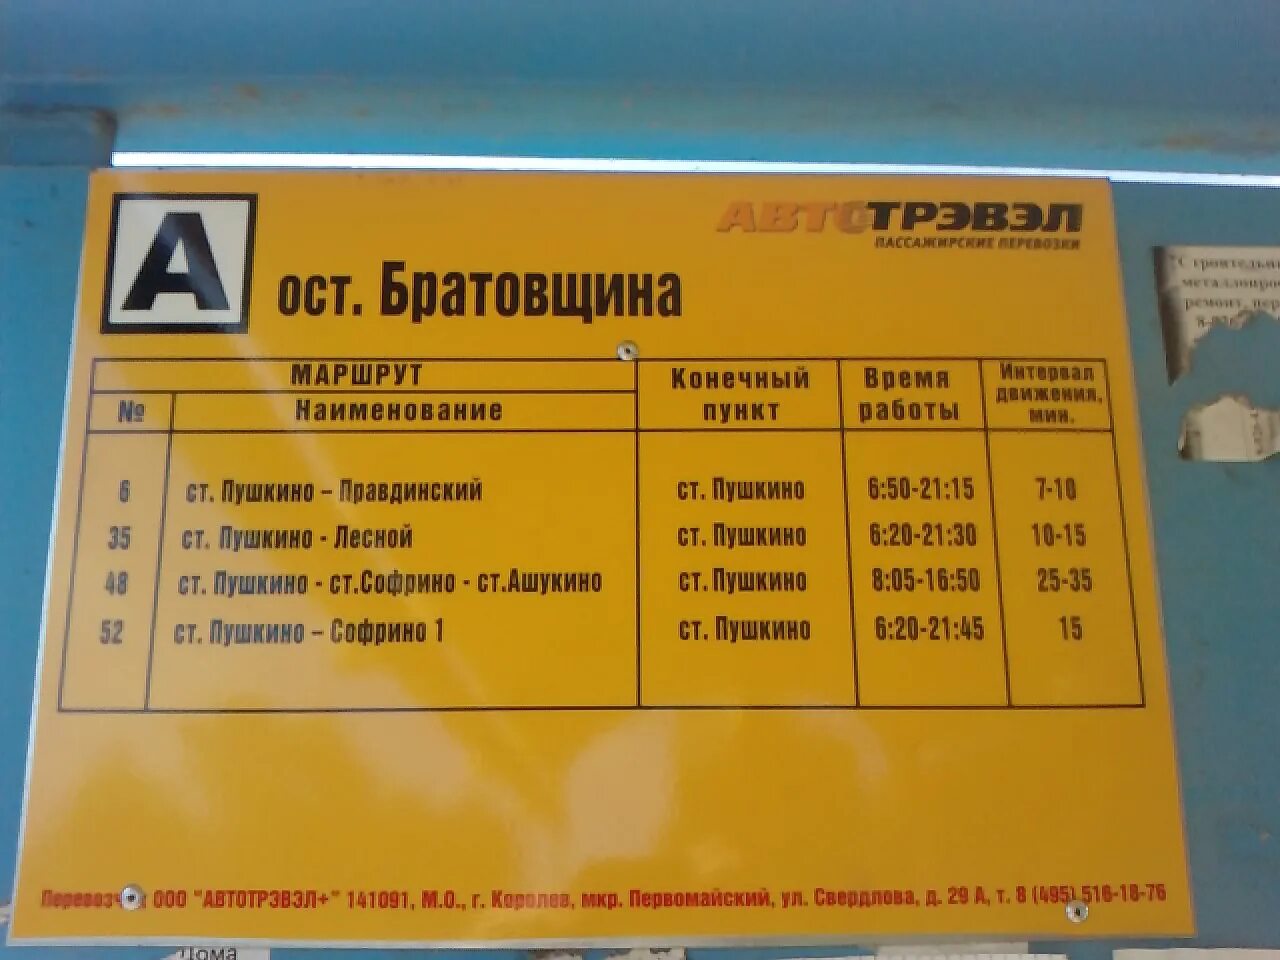 А
АВТОТРЭВЭЛ
ПАССАЖИРСКИЕ ПЕРЕВОЗКИ
ост. Братовщина
МАРШРУТ
№ Наименование Конечный пункт Время работы Интервал движения, мин.
6 ст. Пушкино – Правдинский ст. Пушкино 6:50-21:15 7-10
35 ст. Пушкино - Лесной ст. Пушкино 6:20-21:30 10-15
48 ст. Пушкино - ст.Софрино - ст.Ашукино ст. Пушкино 8:05-16:50 25-35
52 ст. Пушкино – Софрино 1 ст. Пушкино 6:20-21:45 15
ООО "АВТОТРЭВЭЛ+" 141091, М.О., г. Королев, мкр. Первомайский, ул. Свердлова, д. 29 А, т. 8 (495) 516-18-76
ремонт,
Дома